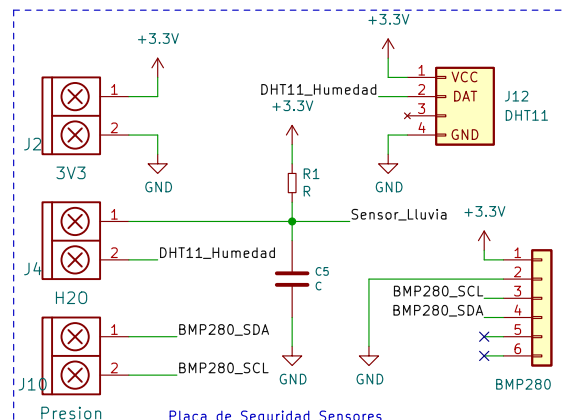 +3.3V
1
2
J2
3V3
GND
+3.3V
DHT11_Humedad
1
2
3
4
VCC
DAT
GND
J12
DHT11
GND
+3.3V
R1
R
1
2
J4
H2O
Sensor_Lluvia
DHT11_Humedad
C5
C
GND
1
2
J10
Presion
BMP280_SDA
BMP280_SCL
+3.3V
1
2
BMP280_SCL
3
BMP280_SDA
4
5
6
GND
BMP280
Placa de Seguridad Sensores